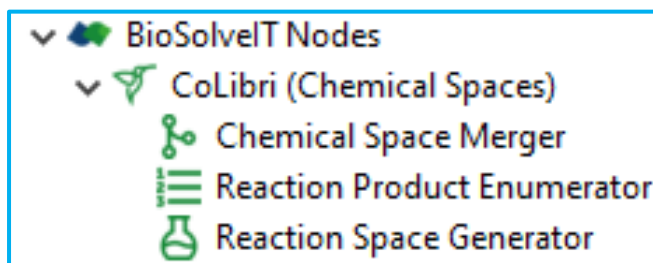 BioSolveIT Nodes
CoLibri (Chemical Spaces)
Chemical Space Merger
Reaction Product Enumerator
Reaction Space Generator